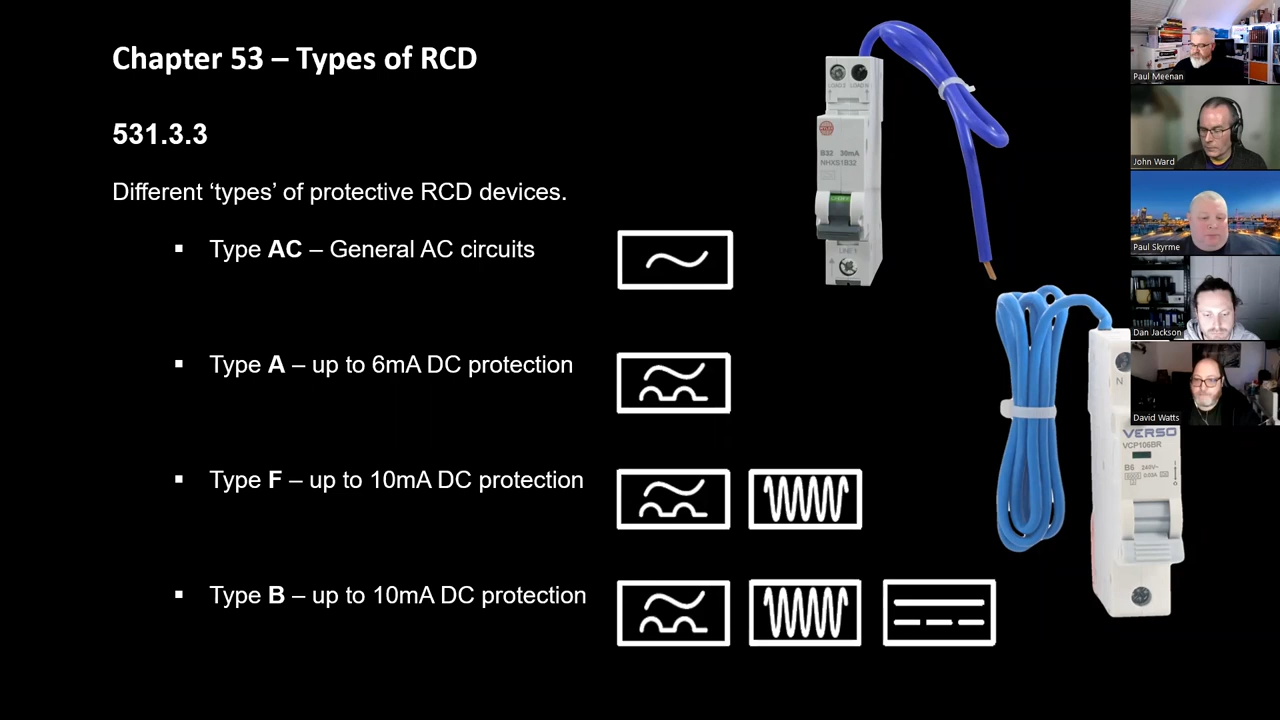 Chapter 53 – Types of RCD
531.3.3
Different ‘types’ of protective RCD devices.
▪ Type AC – General AC circuits
▪ Type A – up to 6mA DC protection
▪ Type F – up to 10mA DC protection
▪ Type B – up to 10mA DC protection
B32 30mA
NHXS1B32
N
VERSO
VCP106BR
B6 240V~
Paul Meenan
John Ward
Paul Skyrme
Dan Jackson
David Watts